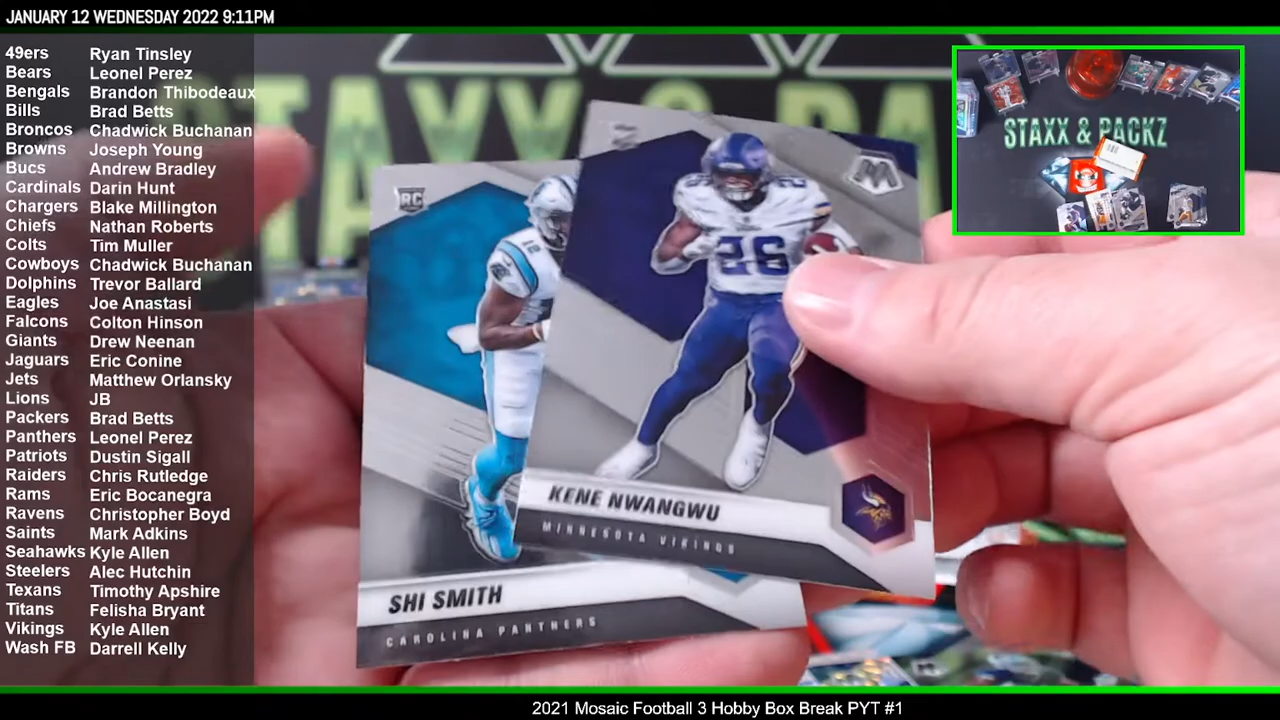 JANUARY 12 WEDNESDAY 2022 9:11PM
49ers Ryan Tinsley
Bears Leonel Perez
Bengals Brandon Thibodeaux
Bills Brad Betts
Broncos Chadwick Buchanan
Browns Joseph Young
Bucs Andrew Bradley
Cardinals Darin Hunt
Chargers Blake Millington
Chiefs Nathan Roberts
Colts Tim Muller
Cowboys Chadwick Buchanan
Dolphins Trevor Ballard
Eagles Joe Anastasi
Falcons Colton Hinson
Giants Drew Neenan
Jaguars Eric Conine
Jets Matthew Orlansky
Lions JB
Packers Brad Betts
Panthers Leonel Perez
Patriots Dustin Sigall
Raiders Chris Rutledge
Rams Eric Bocanegra
Ravens Christopher Boyd
Saints Mark Adkins
Seahawks Kyle Allen
Steelers Alec Hutchin
Texans Timothy Apshire
Titans Felisha Bryant
Vikings Kyle Allen
Wash FB Darrell Kelly
STAXX & PACKZ
RC
12
M
26
KENE NWANGWU
MINNESOTA VIKINGS
SHI SMITH
CAROLINA PANTHERS
2021 Mosaic Football 3 Hobby Box Break PYT #1